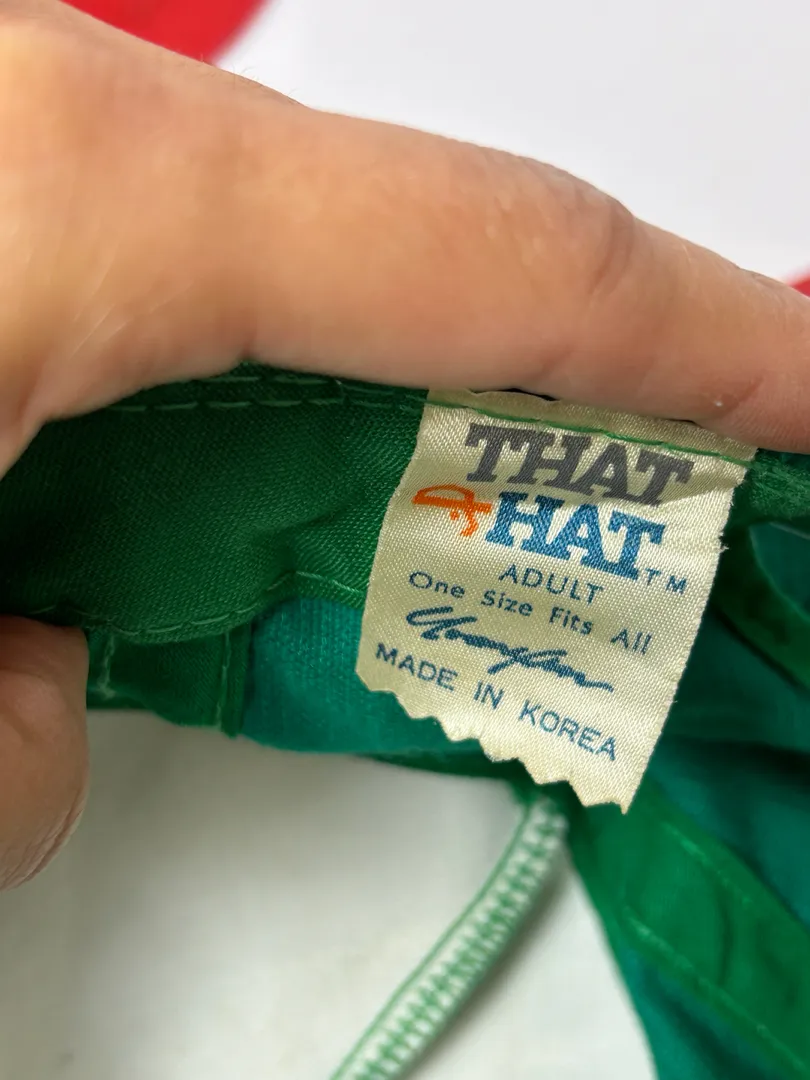 THAT
HAT™
ADULT
One Size Fits All
MADE IN KOREA